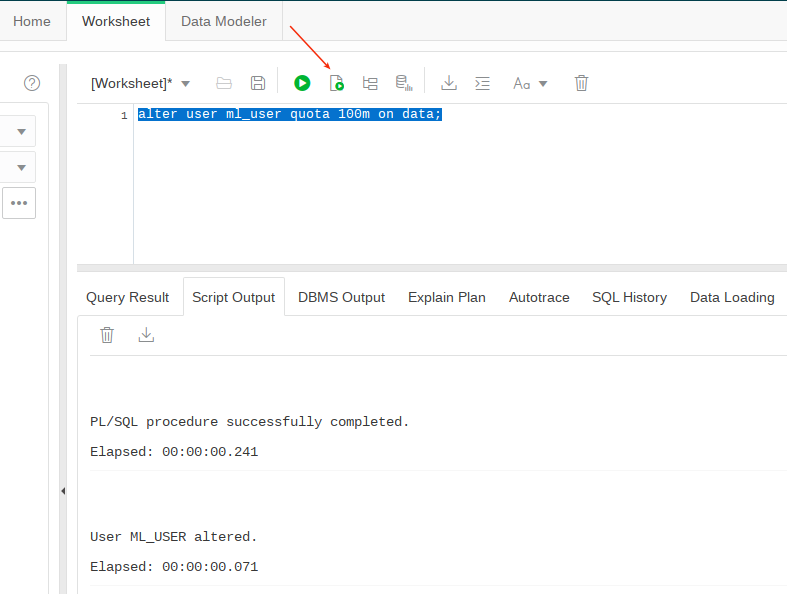 Home Worksheet Data Modeler
[Worksheet]* Aa
1 alter user ml_user quota 100m on data;
Query Result Script Output DBMS Output Explain Plan Autotrace SQL History Data Loading
PL/SQL procedure successfully completed.
Elapsed: 00:00:00.241
User ML_USER altered.
Elapsed: 00:00:00.071